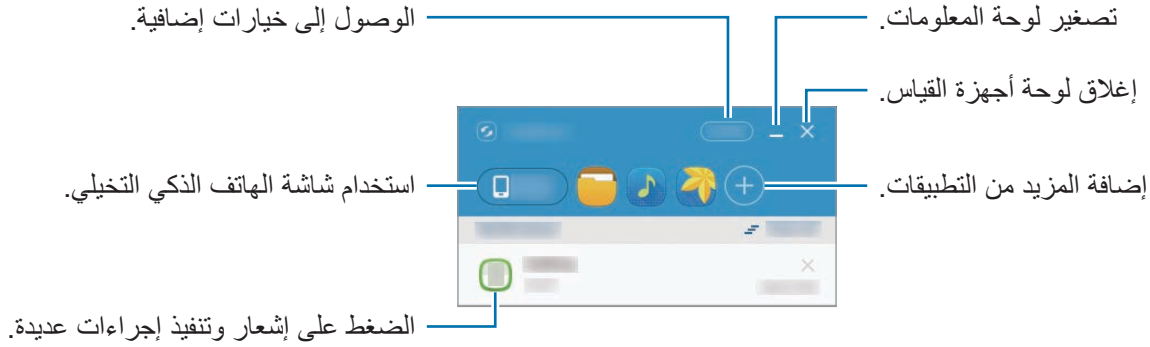 تصغير لوحة المعلومات.
الوصول إلى خيارات إضافية.
إغلاق لوحة أجهزة القياس.
إضافة المزيد من التطبيقات.
استخدام شاشة الهاتف الذكي التخيلي.
الضغط على إشعار وتنفيذ إجراءات عديدة.